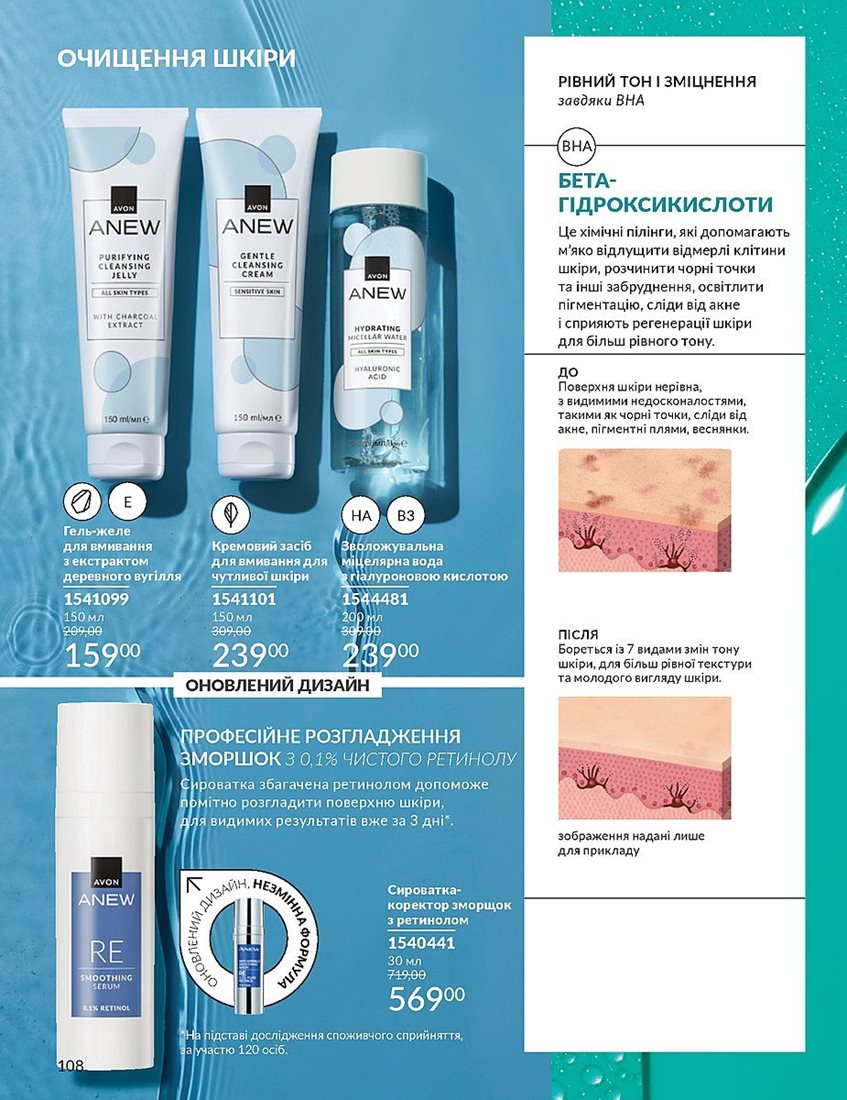 ОЧИЩЕННЯ ШКІРИ
AVON
ANEW
PURIFYING
CLEANSING
JELLY
ALL SKIN TYPES
WITH CHARCOAL
EXTRACT
150 ml/мл e
AVON
ANEW
GENTLE
CLEANSING
CREAM
SENSITIVE SKIN
150 ml/мл e
AVON
ANEW
HYDRATING
MICELLAR WATER
ALL SKIN TYPES
HYALURONIC
ACID
E
Гель-желе
для вмивання
з екстрактом
деревного вугілля
1541099
150 мл
209,00
15900
Кремовий засіб
для вмивання для
чутливої шкіри
1541101
150 мл
309,00
23900
HA B3
Зволожувальна
міцелярна вода
з гіалуроновою кислотою
1544481
200 мл
309,00
23900
РІВНИЙ ТОН І ЗМІЦНЕННЯ
завдяки BHA
BHA
БЕТА-
ГІДРОКСИКИСЛОТИ
Це хімічні пілінги, які допомагають
м’яко відлущити відмерлі клітини
шкіри, розчинити чорні точки
та інші забруднення, освітлити
пігментацію, сліди від акне
і сприяють регенерації шкіри
для більш рівного тону.
ДО
Поверхня шкіри нерівна,
з видимими недосконалостями,
такими як чорні точки, сліди від
акне, пігментні плями, веснянки.
ПІСЛЯ
Бореться із 7 видами змін тону
шкіри, для більш рівної текстури
та молодого вигляду шкіри.
зображення надані лише
для прикладу
ОНОВЛЕНИЙ ДИЗАЙН
ПРОФЕСІЙНЕ РОЗГЛАДЖЕННЯ
ЗМОРШОК З 0,1% ЧИСТОГО РЕТИНОЛУ
Сироватка збагачена ретинолом допоможе
помітно розгладити поверхню шкіри,
для видимих результатів вже за 3 дні*.
AVON
ANEW
RE
SMOOTHING
SERUM
0.1% RETINOL
ОНОВЛЕНИЙ ДИЗАЙН, НЕЗМІННА ФОРМУЛА
ANEW
RE
Сироватка-
коректор зморщок
з ретинолом
1540441
30 мл
719,00
56900
*На підставі дослідження споживчого сприйняття,
за участю 120 осіб.
108